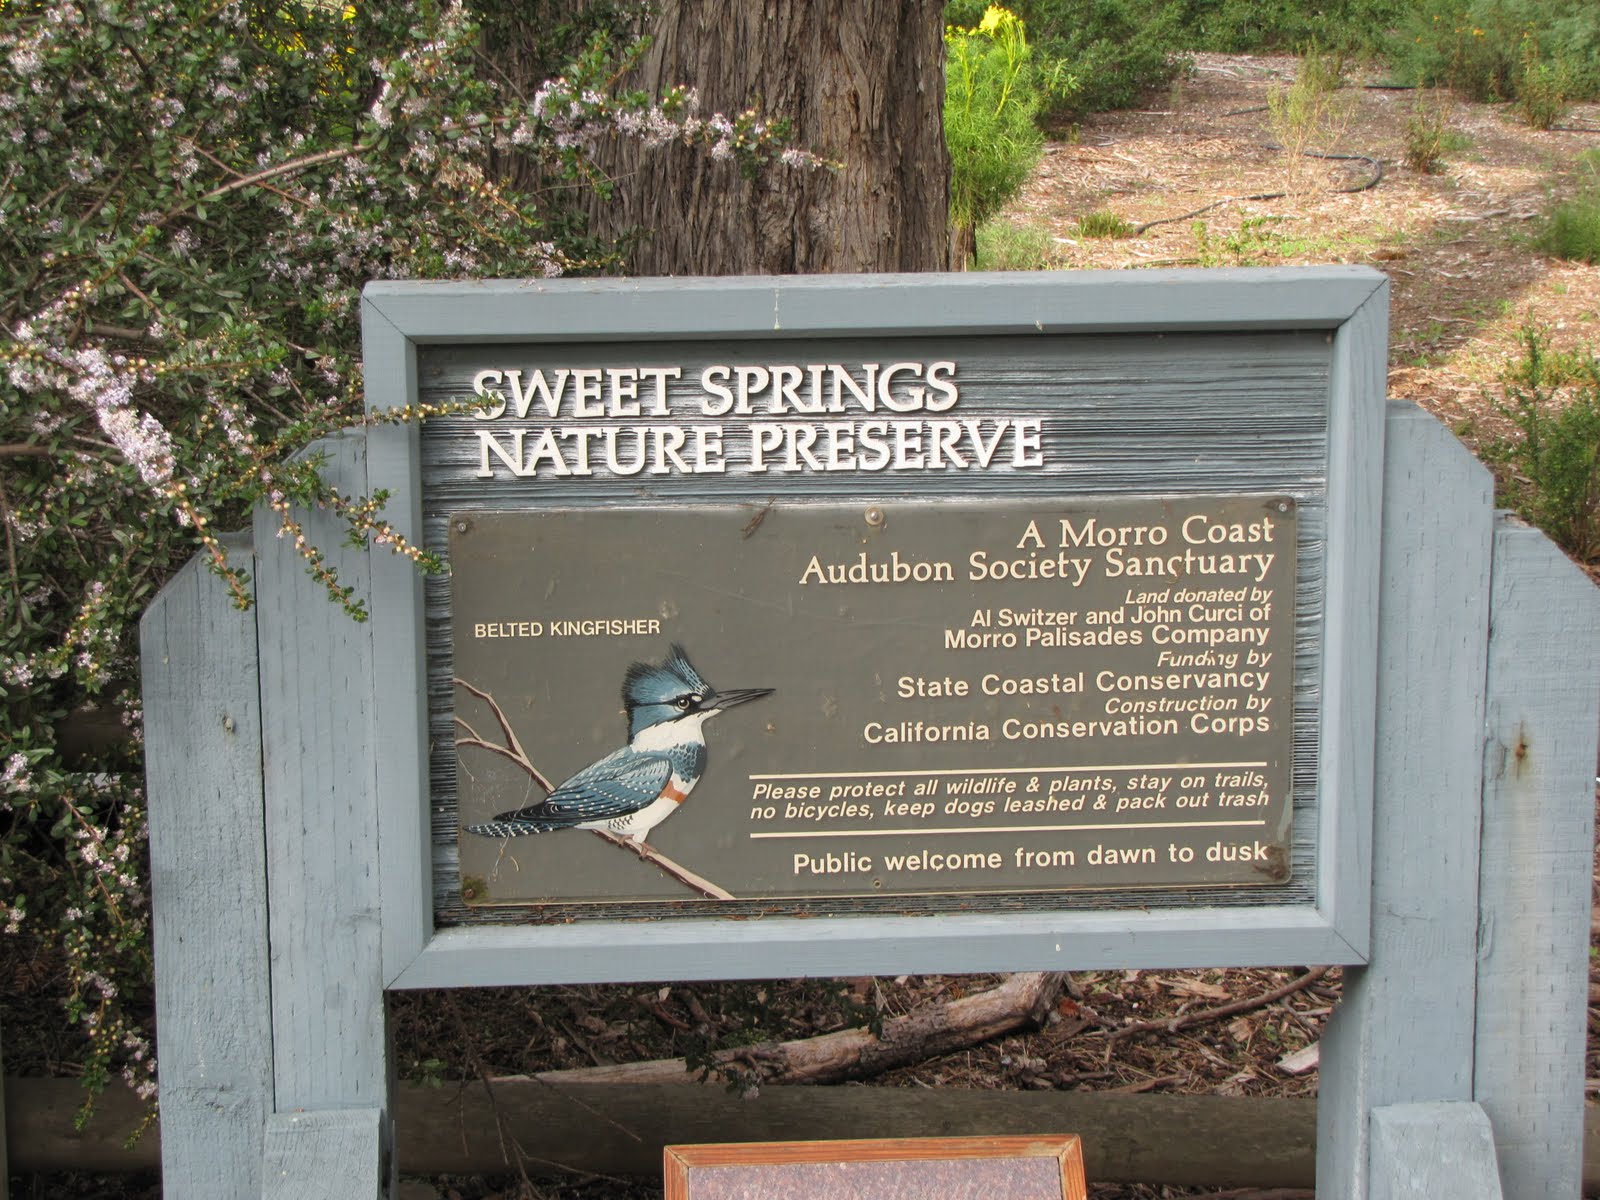 SWEET SPRINGS
NATURE PRESERVE
A Morro Coast
Audubon Society Sanctuary
Land donated by
Al Switzer and John Curci of
Morro Palisades Company
Funding by
State Coastal Conservancy
Construction by
California Conservation Corps
BELTED KINGFISHER
Please protect all wildlife & plants, stay on trails,
no bicycles, keep dogs leashed & pack out trash
Public welcome from dawn to dusk